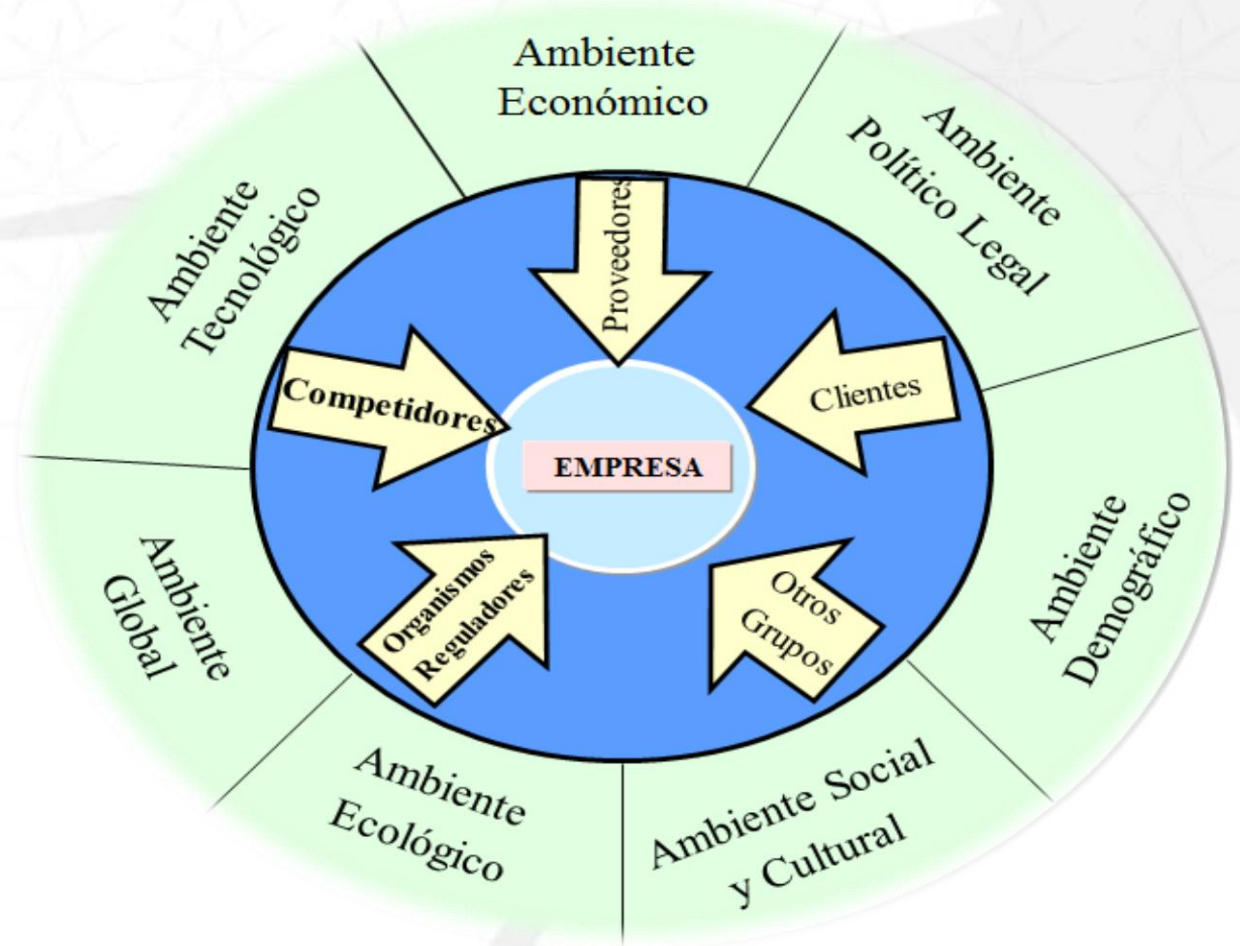 Ambiente
Económico
Ambiente
Político Legal
Ambiente
Tecnológico
Proveedores
Competidores
Clientes
EMPRESA
Ambiente
Demográfico
Ambiente
Global
Organismos
Reguladores
Otros
Grupos
Ambiente
Ecológico
Ambiente Social
y Cultural